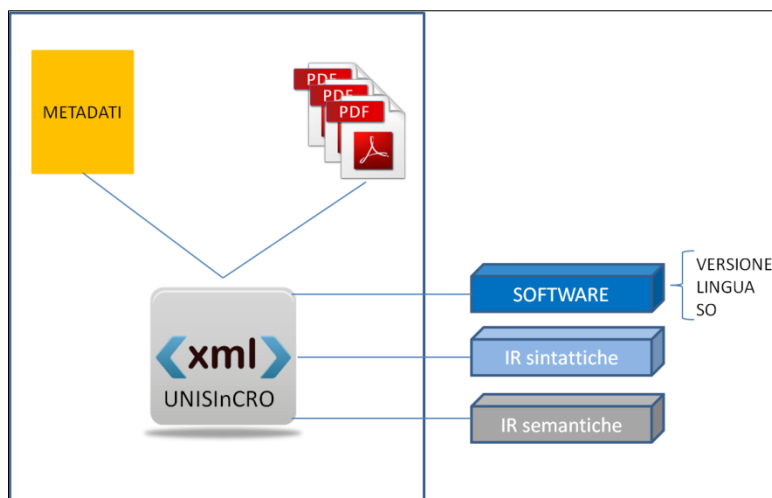 METADATI
PDF
PDF
PDF
xml
UNISInCRO
SOFTWARE
VERSIONE
LINGUA
SO
IR sintattiche
IR semantiche